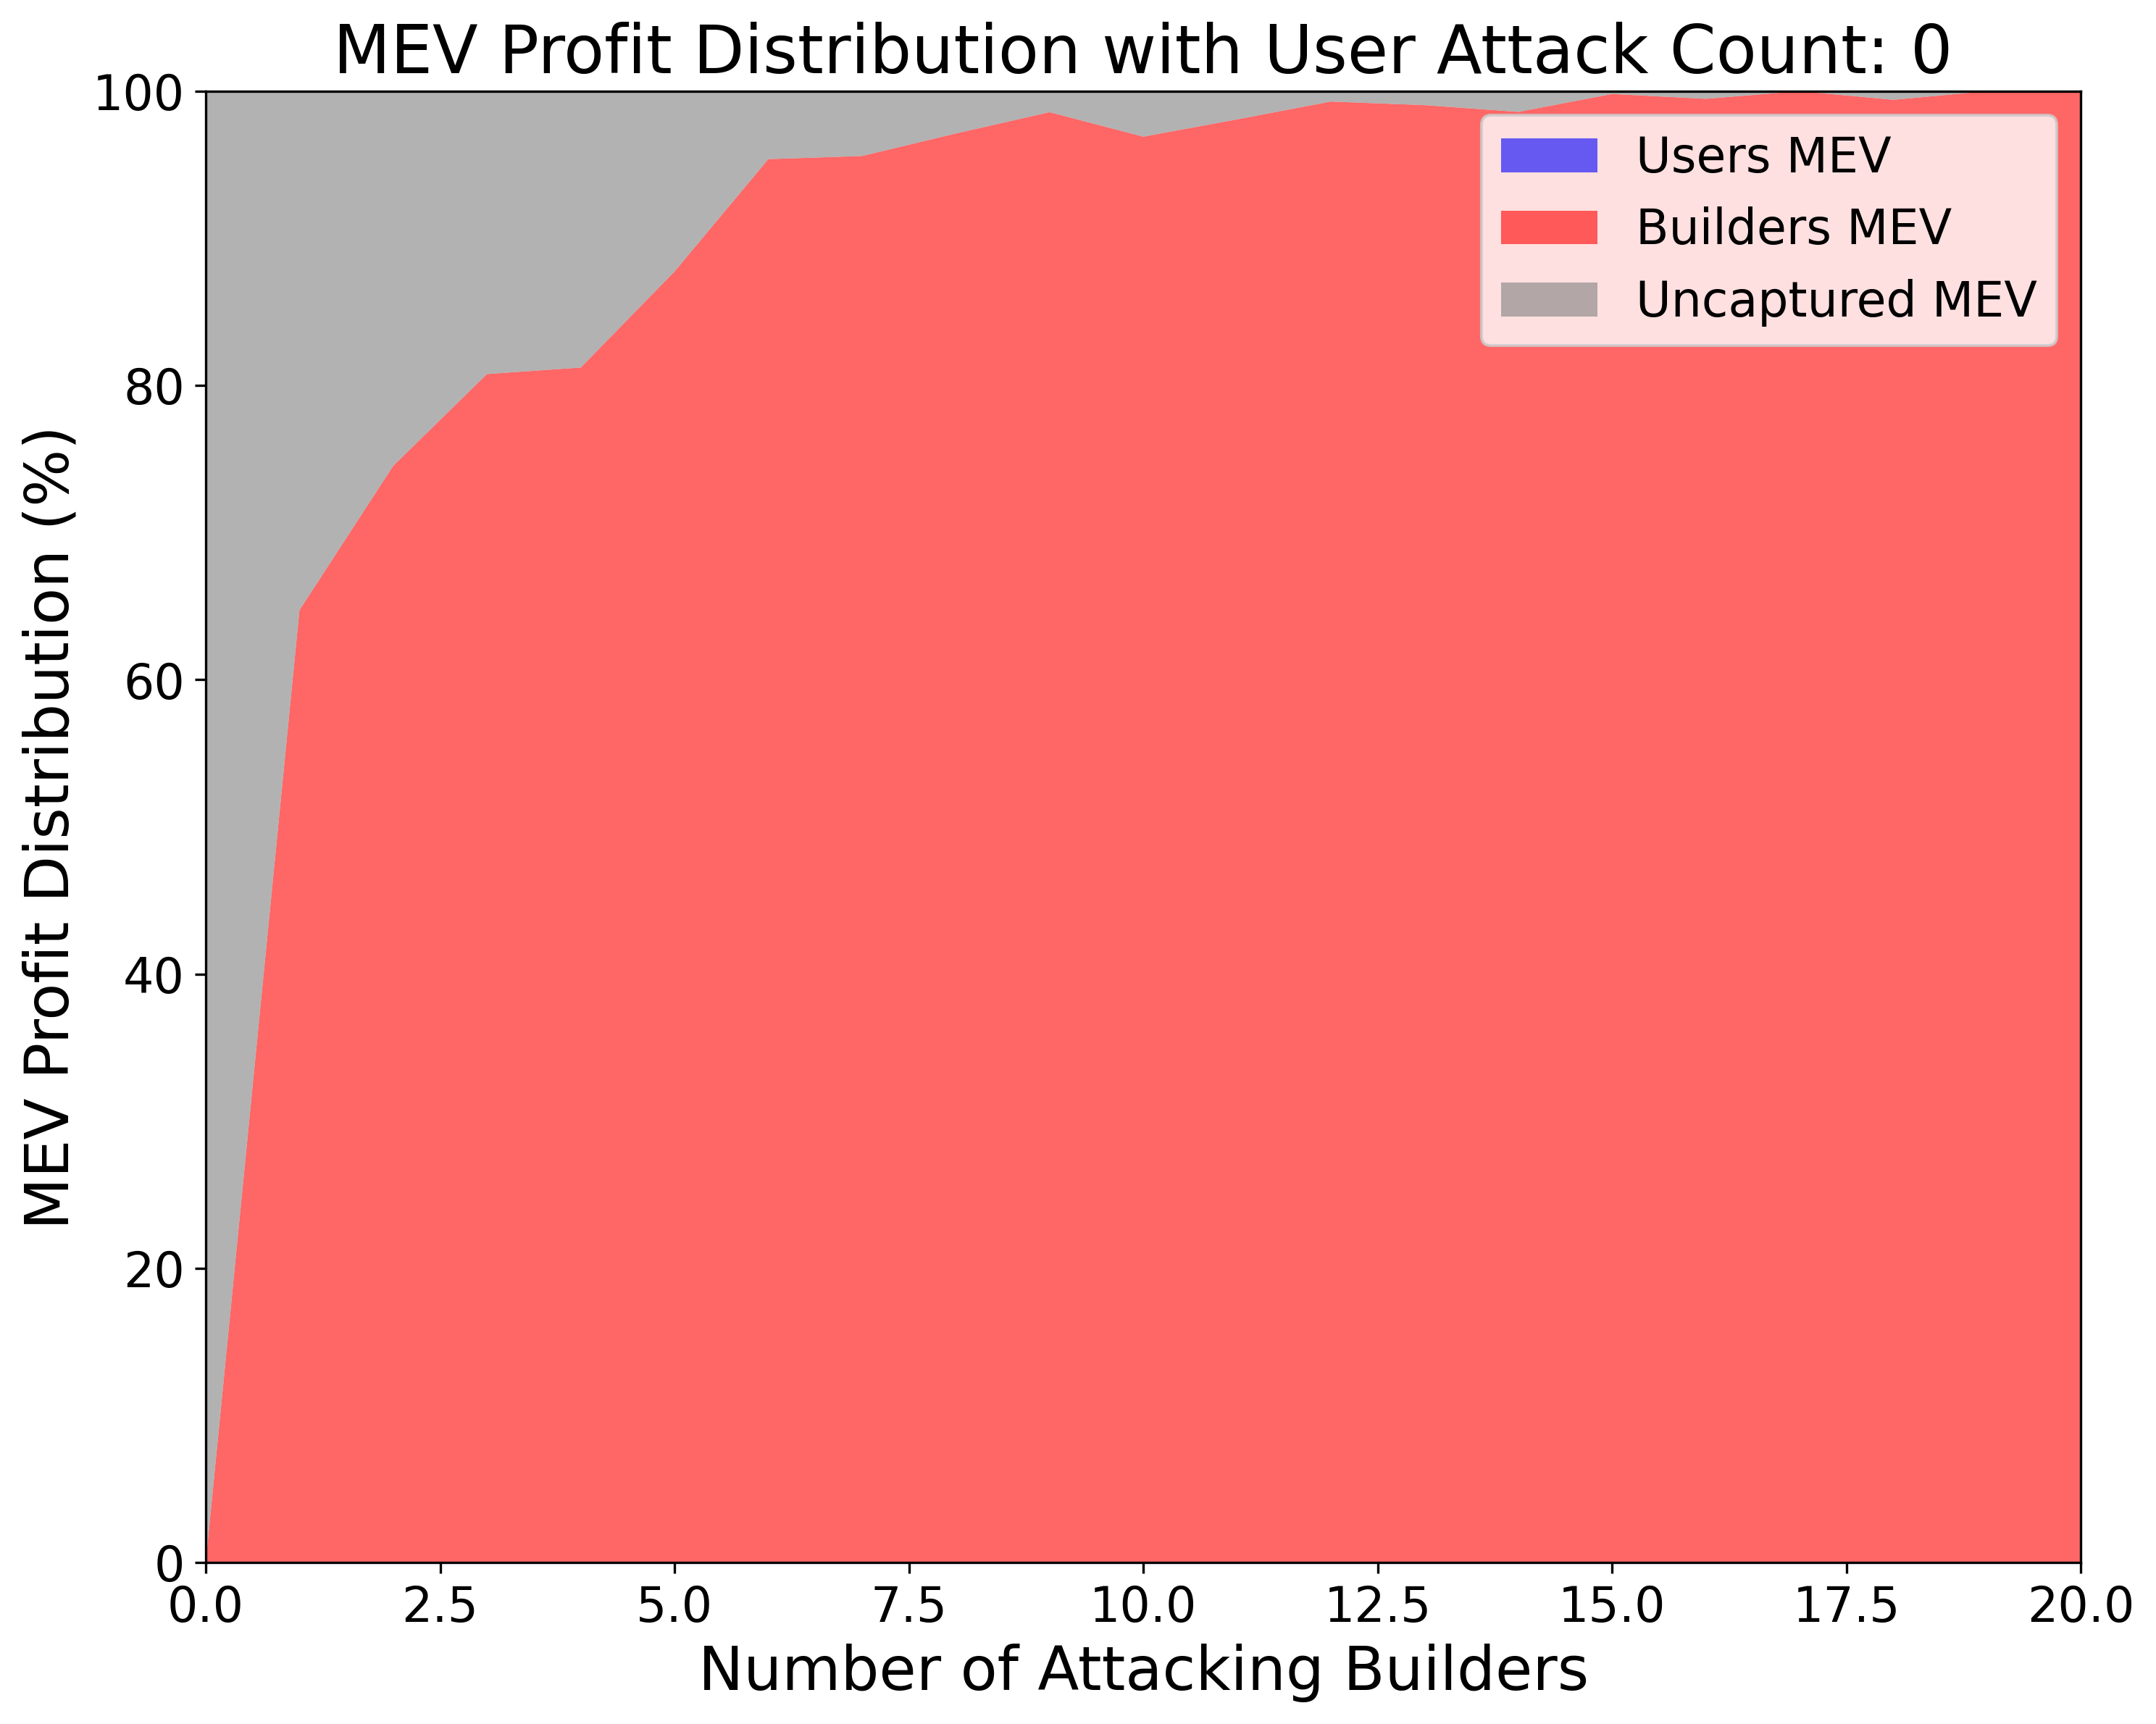 MEV Profit Distribution with User Attack Count: 0
MEV Profit Distribution (%)
100
80
60
40
20
0
Users MEV
Builders MEV
Uncaptured MEV
0.0 2.5 5.0 7.5 10.0 12.5 15.0 17.5 20.0
Number of Attacking Builders